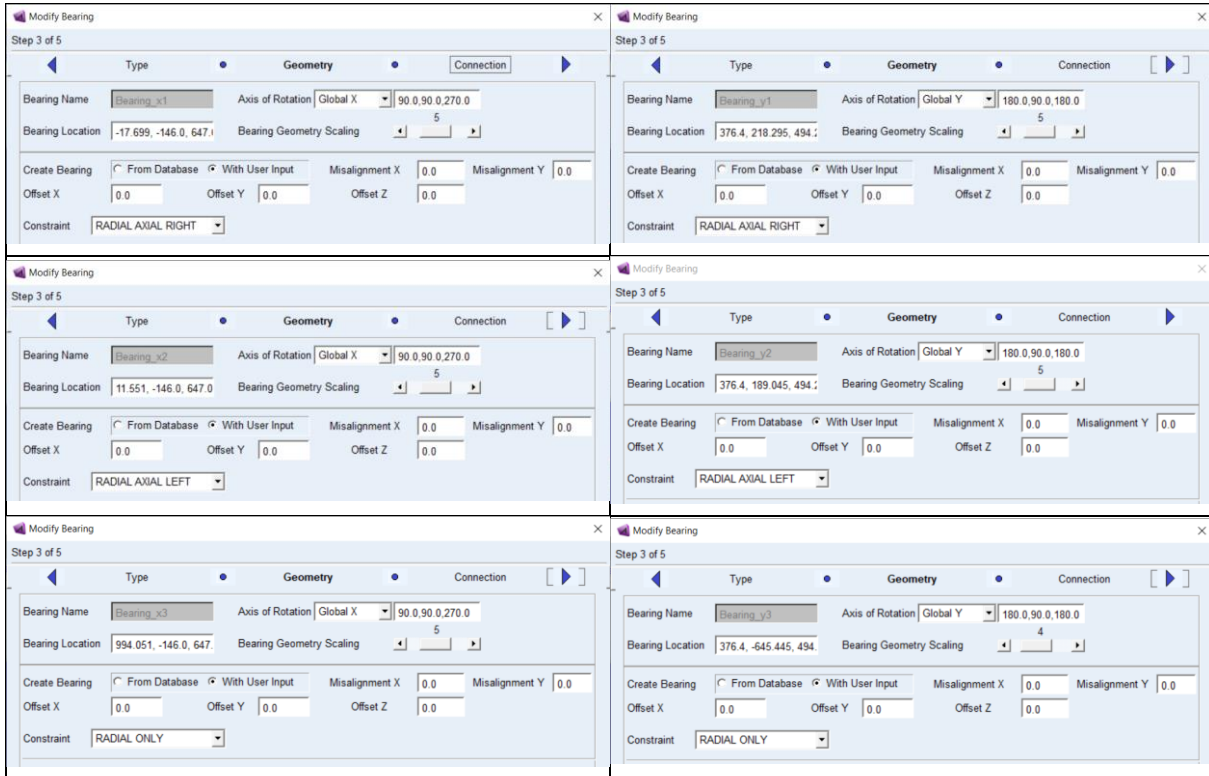 Modify Bearing
Step 3 of 5
Type Geometry Connection
Bearing Name Bearing_x1 Axis of Rotation Global X 90.0,90.0,270.0
5
Bearing Location -17.699, -146.0, 647.( Bearing Geometry Scaling
Create Bearing From Database With User Input Misalignment X 0.0 Misalignment Y 0.0
Offset X 0.0 Offset Y 0.0 Offset Z 0.0
Constraint RADIAL AXIAL RIGHT
Modify Bearing
Step 3 of 5
Type Geometry Connection
Bearing Name Bearing_y1 Axis of Rotation Global Y 180.0,90.0,180.0
5
Bearing Location 376.4, 218.295, 494.2 Bearing Geometry Scaling
Create Bearing From Database With User Input Misalignment X 0.0 Misalignment Y 0.0
Offset X 0.0 Offset Y 0.0 Offset Z 0.0
Constraint RADIAL AXIAL RIGHT
Modify Bearing
Step 3 of 5
Type Geometry Connection
Bearing Name Bearing_x2 Axis of Rotation Global X 90.0,90.0,270.0
5
Bearing Location 11.551, -146.0, 647.0 Bearing Geometry Scaling
Create Bearing From Database With User Input Misalignment X 0.0 Misalignment Y 0.0
Offset X 0.0 Offset Y 0.0 Offset Z 0.0
Constraint RADIAL AXIAL LEFT
Modify Bearing
Step 3 of 5
Type Geometry Connection
Bearing Name Bearing_y2 Axis of Rotation Global Y 180.0,90.0,180.0
5
Bearing Location 376.4, 189.045, 494.2 Bearing Geometry Scaling
Create Bearing From Database With User Input Misalignment X 0.0 Misalignment Y 0.0
Offset X 0.0 Offset Y 0.0 Offset Z 0.0
Constraint RADIAL AXIAL LEFT
Modify Bearing
Step 3 of 5
Type Geometry Connection
Bearing Name Bearing_x3 Axis of Rotation Global X 90.0,90.0,270.0
5
Bearing Location 994.051, -146.0, 647. Bearing Geometry Scaling
Create Bearing From Database With User Input Misalignment X 0.0 Misalignment Y 0.0
Offset X 0.0 Offset Y 0.0 Offset Z 0.0
Constraint RADIAL ONLY
Modify Bearing
Step 3 of 5
Type Geometry Connection
Bearing Name Bearing_y3 Axis of Rotation Global Y 180.0,90.0,180.0
4
Bearing Location 376.4, -645.445, 494. Bearing Geometry Scaling
Create Bearing From Database With User Input Misalignment X 0.0 Misalignment Y 0.0
Offset X 0.0 Offset Y 0.0 Offset Z 0.0
Constraint RADIAL ONLY